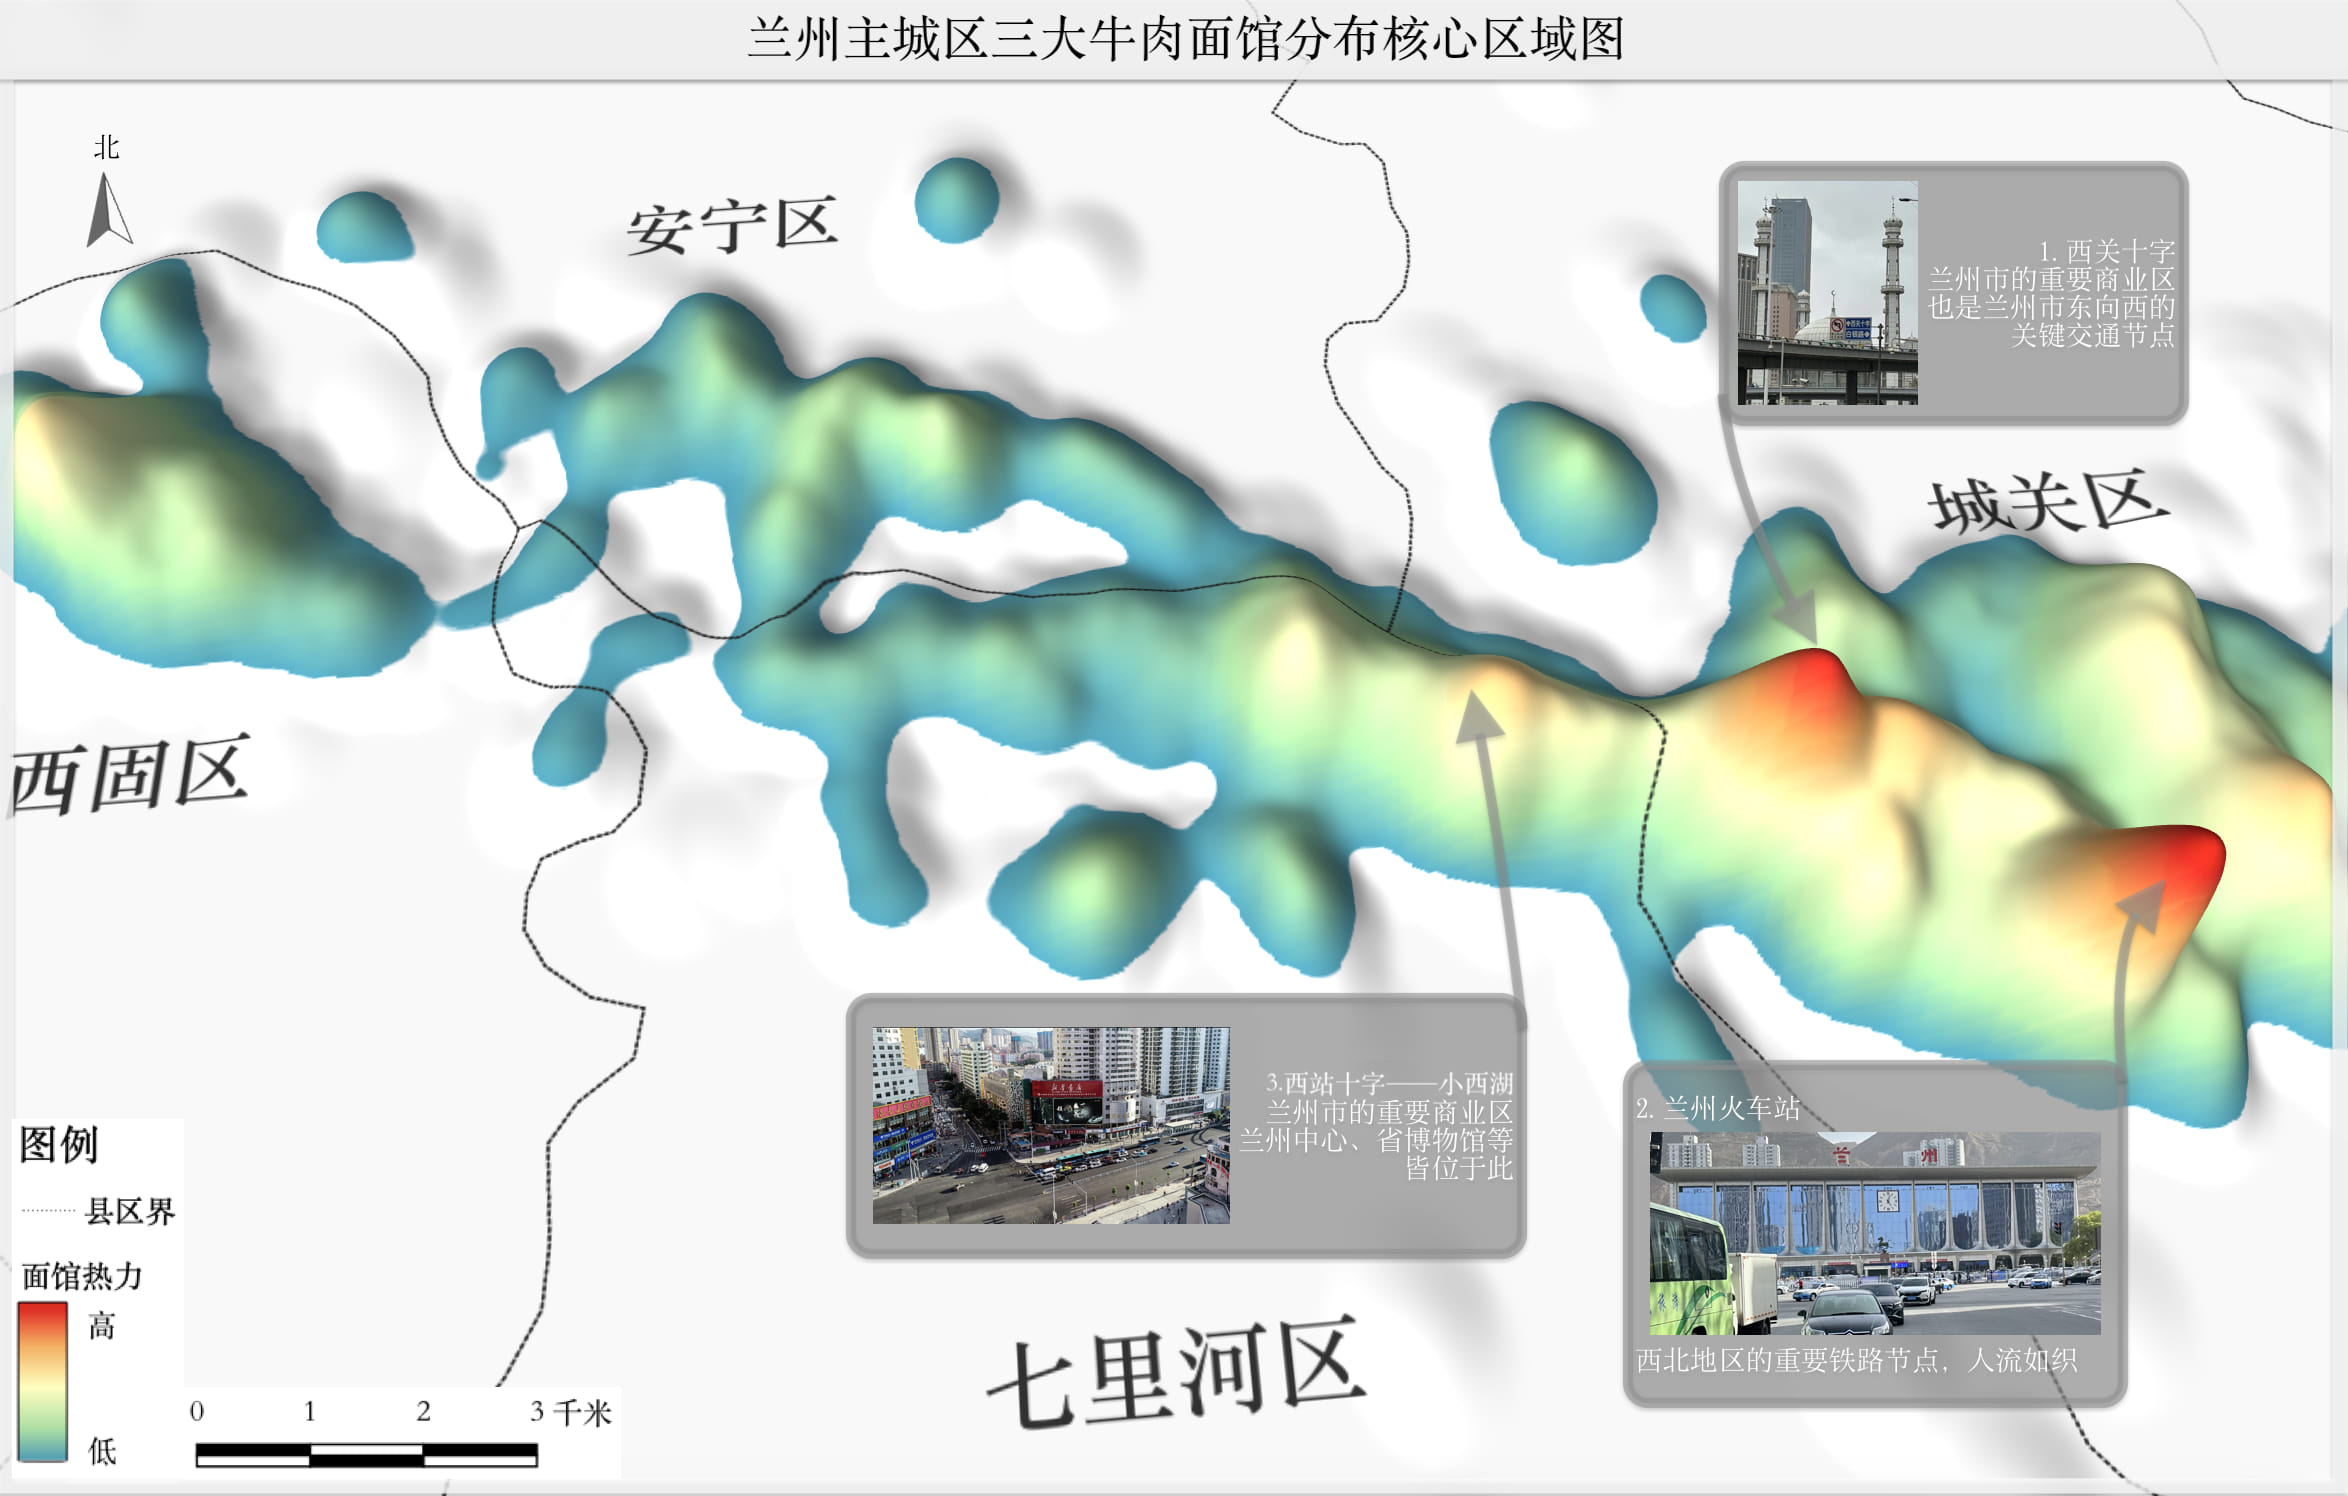 兰州主城区三大牛肉面馆分布核心区域图
北
安宁区
1. 西关十字
兰州市的重要商业区
也是兰州市东向西的
关键交通节点
西关十字
城关区
西固区
3.西站十字——小西湖
兰州市的重要商业区
兰州中心、省博物馆等
皆位于此
2. 兰州火车站
兰州
西北地区的重要铁路节点，人流如织
七里河区
图例
县区界
面馆热力
高
低
0 1 2 3 千米